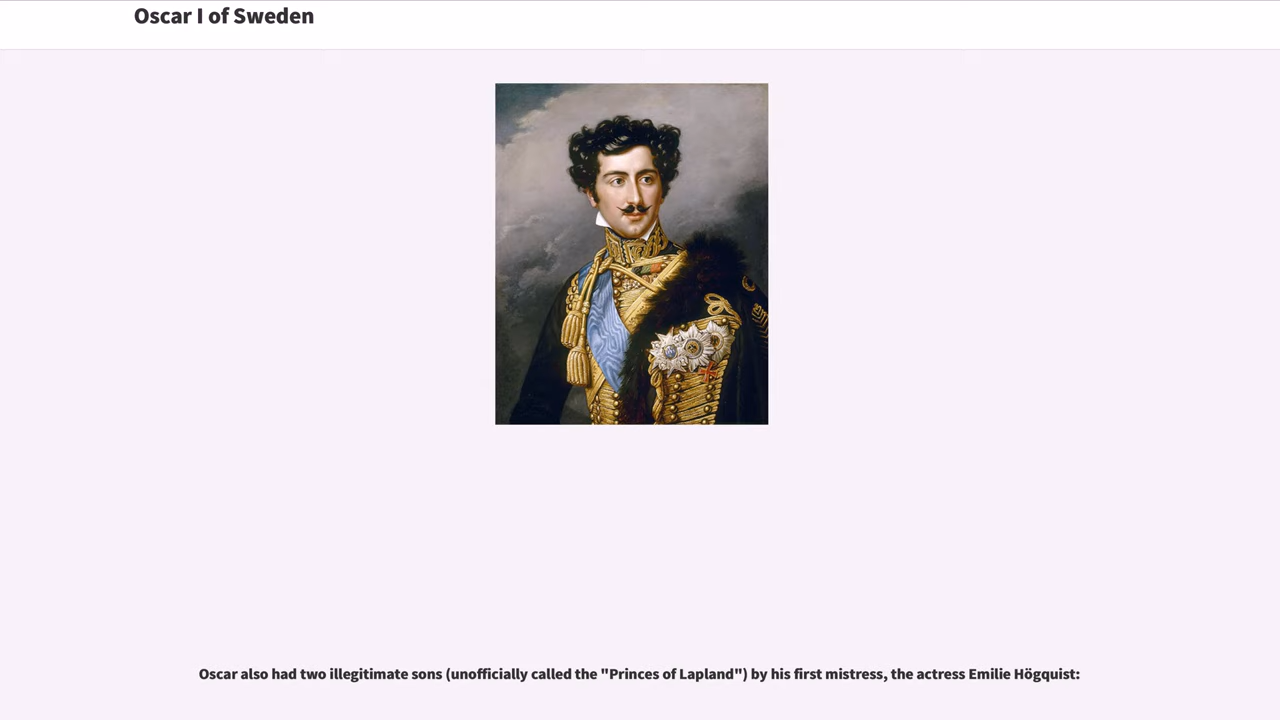 Oscar I of Sweden
Oscar also had two illegitimate sons (unofficially called the "Princes of Lapland") by his first mistress, the actress Emilie Högquist: